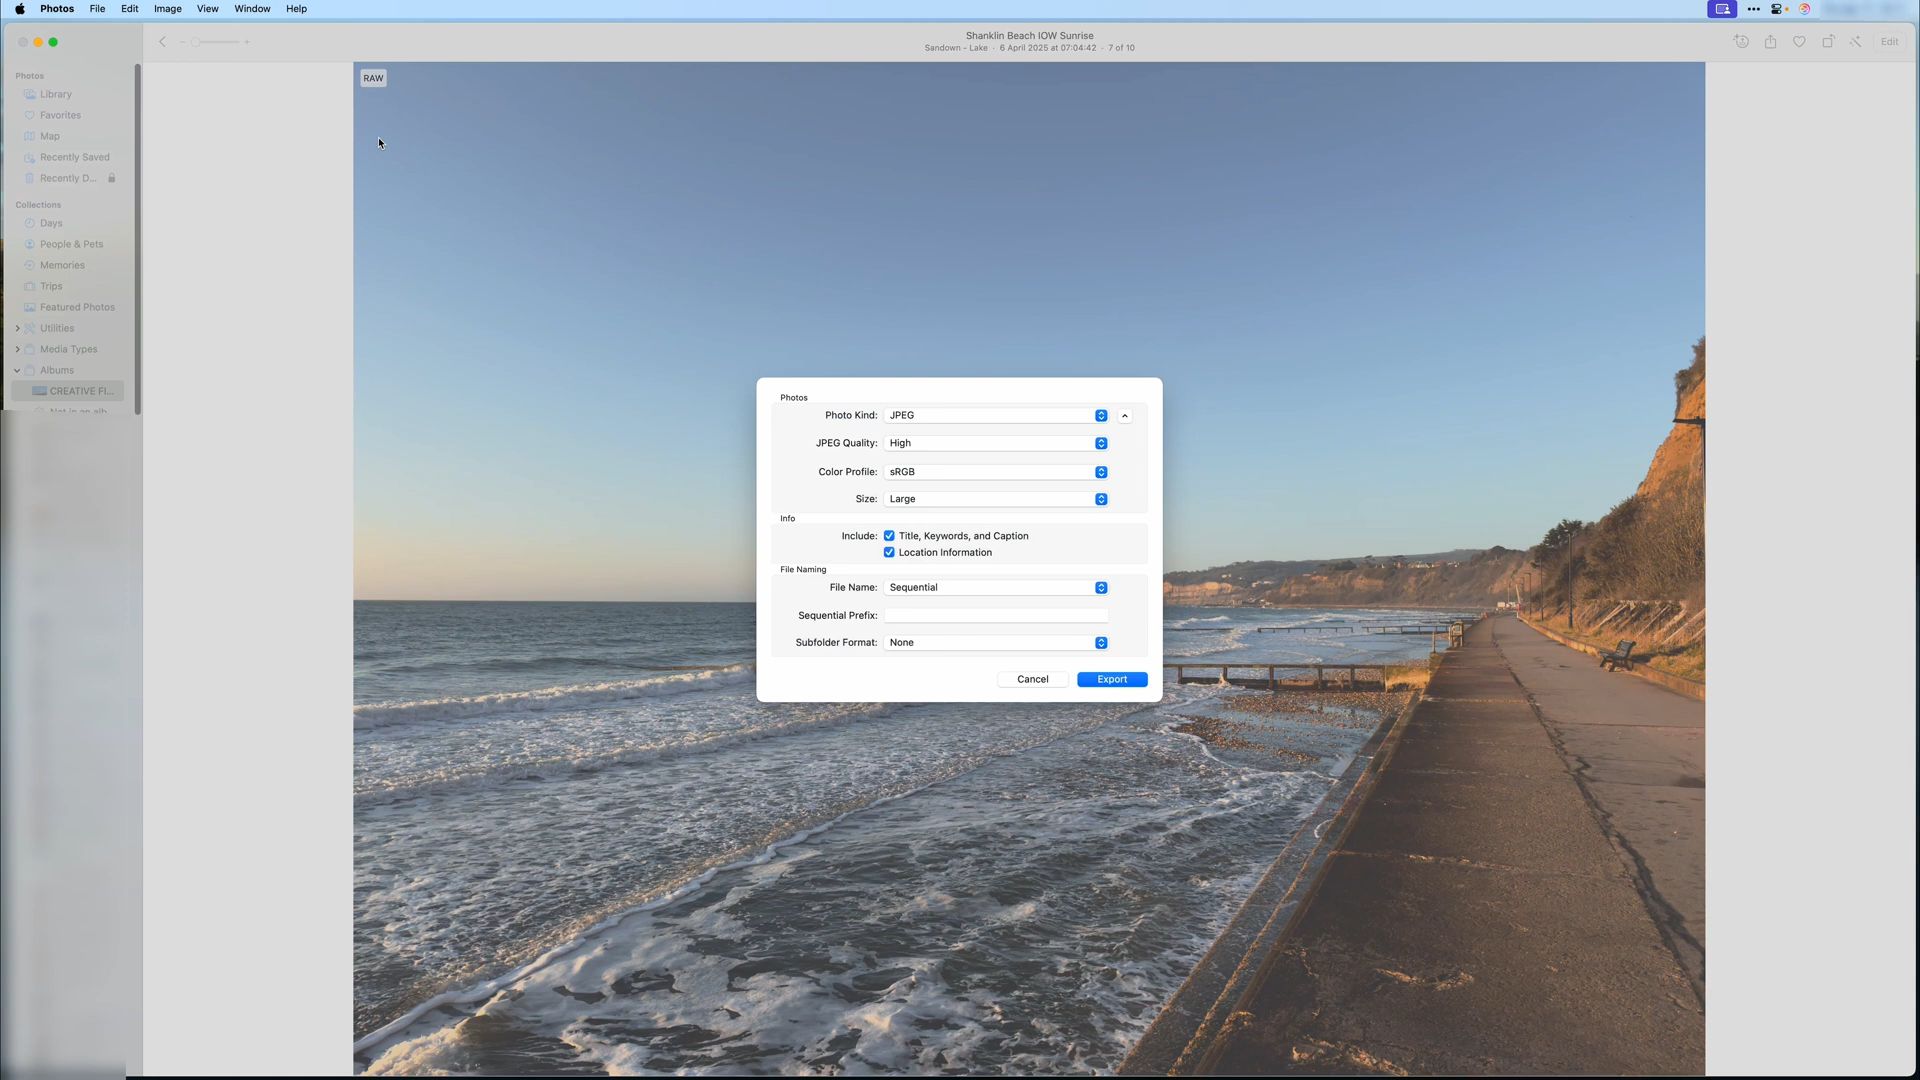 Photos File Edit Image View Window Help
Shanklin Beach IOW Sunrise
Sandown - Lake - 6 April 2025 at 07:04:42 - 7 of 10
Edit
Photos
Library
Favorites
Map
Recently Saved
Recently D...
Collections
Days
People & Pets
Memories
Trips
Featured Photos
Utilities
Media Types
Albums
CREATIVE FI...
RAW
Photos
Photo Kind: JPEG
JPEG Quality: High
Color Profile: sRGB
Size: Large
Info
Include: Title, Keywords, and Caption
Location Information
File Naming
File Name: Sequential
Sequential Prefix:
Subfolder Format: None
Cancel Export